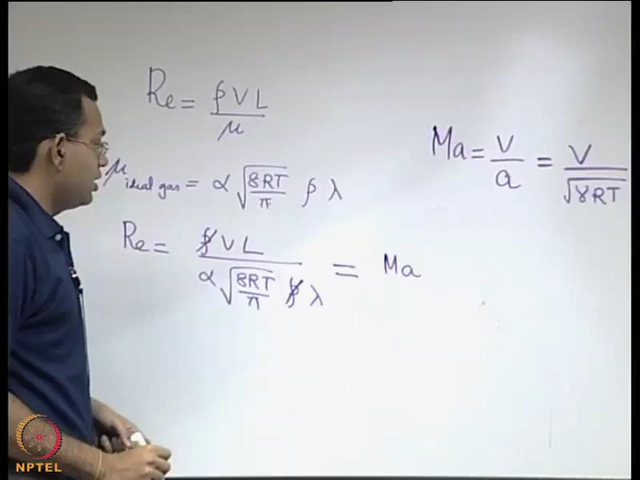 Re = ρVL/μ
Ma = V/a = V/√γRT
μ ideal gas = α √8RT/π ρ λ
Re = ρVL/α √8RT/π ρ λ = Ma
NPTEL